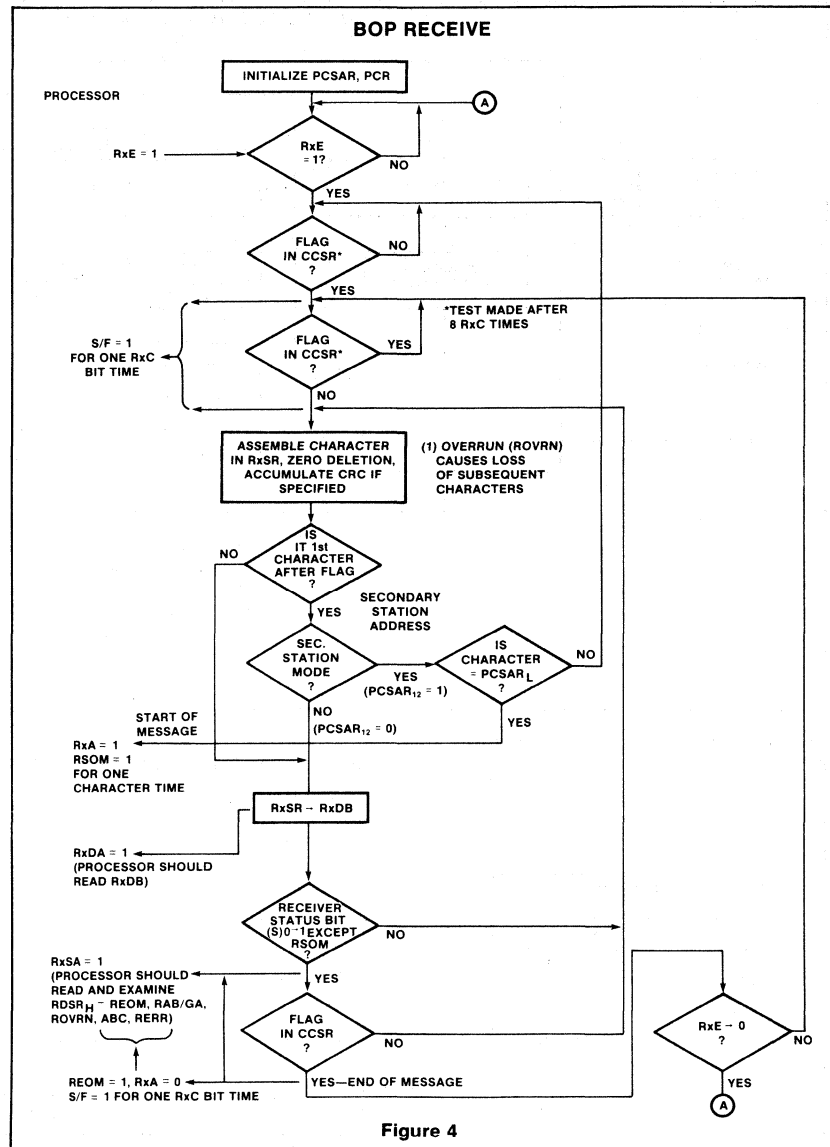 BOP RECEIVE
INITIALIZE PCSAR, PCR
PROCESSOR
A
RxE = 1
RxE
= 1?
NO
YES
FLAG
IN CCSR*
?
NO
YES
*TEST MADE AFTER
8 RxC TIMES
S/F = 1
FOR ONE RxC
BIT TIME
FLAG
IN CCSR*
?
YES
NO
ASSEMBLE CHARACTER
IN RxSR, ZERO DELETION,
ACCUMULATE CRC IF
SPECIFIED
(1) OVERRUN (ROVRN)
CAUSES LOSS
OF SUBSEQUENT
CHARACTERS
IS
IT 1st
CHARACTER
AFTER FLAG
?
NO
YES
SECONDARY
STATION
ADDRESS
SEC.
STATION
MODE
?
YES
(PCSAR12 = 1)
IS
CHARACTER
= PCSARL
?
NO
NO
(PCSAR12 = 0)
YES
START OF
MESSAGE
RxA = 1
RSOM = 1
FOR ONE
CHARACTER TIME
RxSR → RxDB
RxDA = 1
(PROCESSOR SHOULD
READ RxDB)
RECEIVER
STATUS BIT
(S)0→1 EXCEPT
RSOM
?
NO
YES
RxSA = 1
(PROCESSOR SHOULD
READ AND EXAMINE
RDSRH – REOM, RAB/GA,
ROVRN, ABC, RERR)
FLAG
IN CCSR
?
NO
RxE → 0
?
NO
YES
A
REOM = 1, RxA = 0
S/F = 1 FOR ONE RxC BIT TIME
YES—END OF MESSAGE
Figure 4